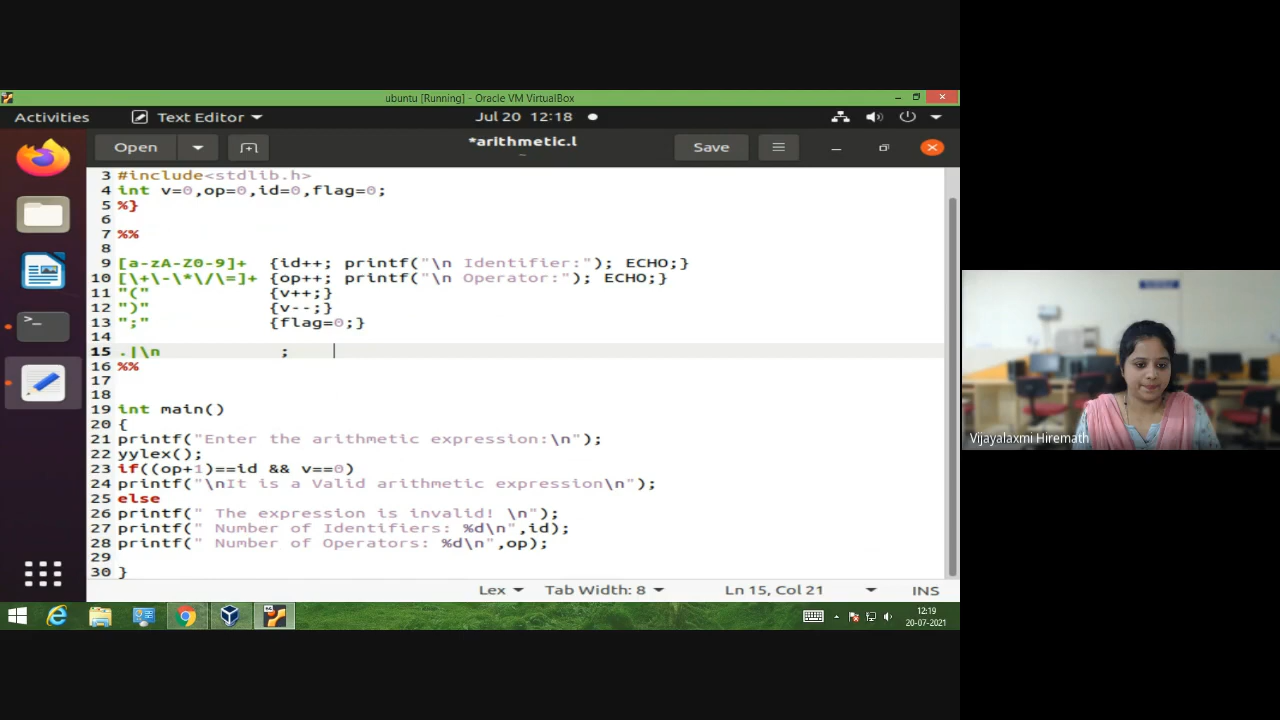 ubuntu [Running] - Oracle VM VirtualBox
Activities
Text Editor
Jul 20 12:18
Open
*arithmetic.l
Save
3 #include<stdlib.h>
4 int v=0,op=0,id=0,flag=0;
5 %}
6
7 %%
8
9 [a-zA-Z0-9]+ {id++; printf("\n Identifier:"); ECHO;}
10 [\+\-\*\/\=]+ {op++; printf("\n Operator:"); ECHO;}
11 "(" {v++;}
12 ")" {v--;}
13 ";" {flag=0;}
14
15 .|\n ;
16 %%
17
18
19 int main()
20 {
21 printf("Enter the arithmetic expression:\n");
22 yylex();
23 if((op+1)==id && v==0)
24 printf("\nIt is a Valid arithmetic expression\n");
25 else
26 printf(" The expression is invalid! \n");
27 printf(" Number of Identifiers: %d\n",id);
28 printf(" Number of Operators: %d\n",op);
29
30 }
Lex
Tab Width: 8
Ln 15, Col 21
INS
12:19
20-07-2021
Vijayalaxmi Hiremath